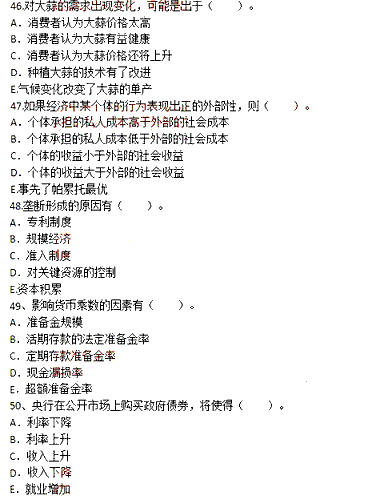 46.对大蒜的需求出现变化，可能是出于（　　）。
A．消费者认为大蒜价格太高
B．消费者认为大蒜有益健康
C．消费者认为大蒜价格还将上升
D．种植大蒜的技术有了改进
E.气候变化改变了大蒜的单产
47.如果经济中某个体的行为表现出正的外部性，则（　　）。
A．个体承担的私人成本高于外部的社会成本
B．个体承担的私人成本低于外部的社会成本
C．个体的收益小于外部的社会收益
D．个体的收益大于外部的社会收益
E.事先了帕累托最优
48.垄断形成的原因有（　　）。
A．专利制度
B．规模经济
C．准入制度
D．对关键资源的控制
E.资本积累
49、影响货币乘数的因素有（　　）。
A．准备金规模
B．活期存款的法定准备金率
C．定期存款准备金率
D．现金漏损率
E．超额准备金率
50、央行在公开市场上购买政府债券，将使得（　　）。
A．利率下降
B．利率上升
C．收入上升
D．收入下降
E．就业增加